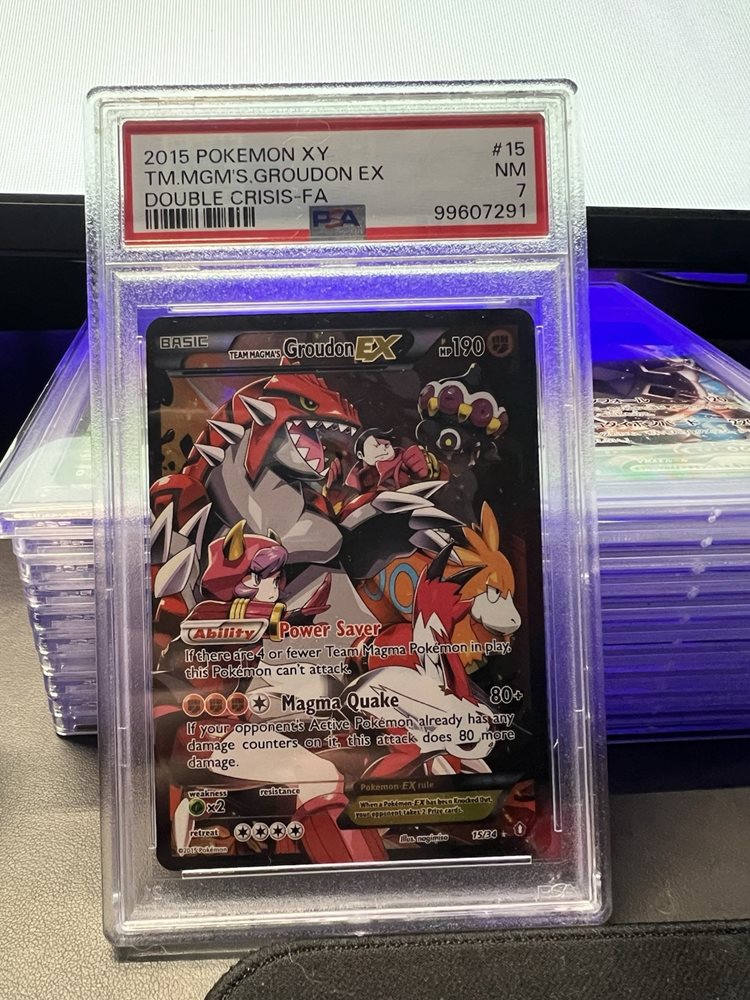 2015 POKEMON XY #15
TM.MGM'S.GROUDON EX NM
DOUBLE CRISIS-FA 7
PSA 99607291
BASIC TEAM MAGMA'S Groudon EX HP 190
Ability Power Saver
If there are 4 or fewer Team Magma Pokémon in play,
this Pokémon can't attack.
Magma Quake 80+
If your opponent's Active Pokémon already has any
damage counters on it, this attack does 80 more
damage.
weakness resistance
×2
retreat
Pokémon-EX rule
When a Pokémon-EX has been Knocked Out,
your opponent takes 2 Prize cards.
©2015 Pokémon Illus. nagimiso 15/34